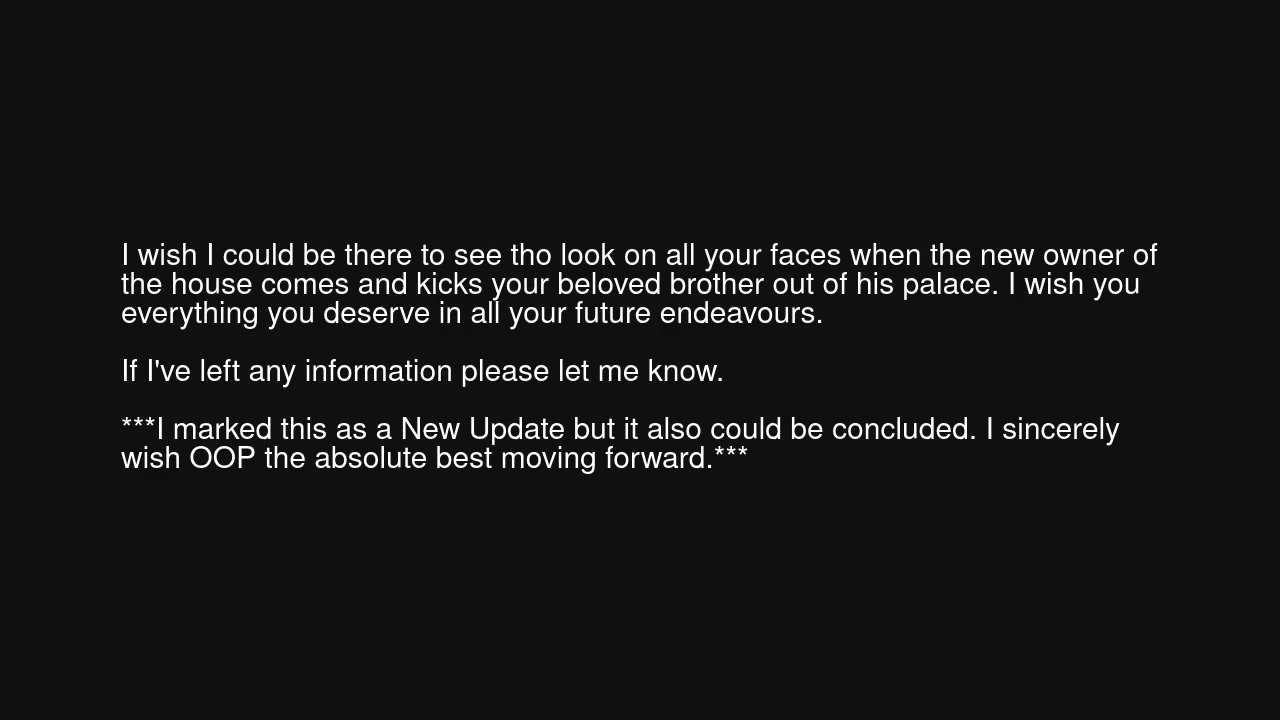 I wish I could be there to see tho look on all your faces when the new owner of
the house comes and kicks your beloved brother out of his palace. I wish you
everything you deserve in all your future endeavours.
If I've left any information please let me know.
***I marked this as a New Update but it also could be concluded. I sincerely
wish OOP the absolute best moving forward.***